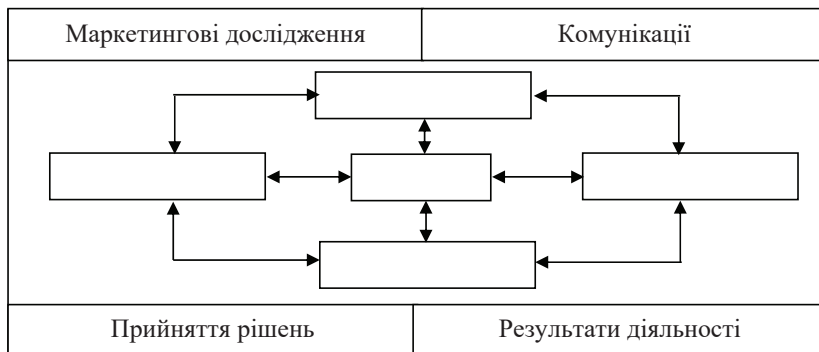 Маркетингові дослідження
Комунікації
Прийняття рішень
Результати діяльності